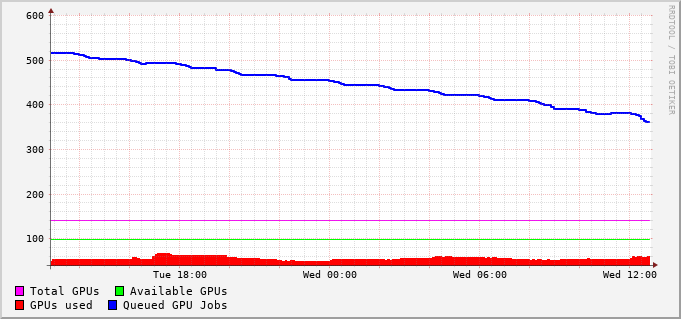 600
500
400
300
200
100
Tue 18:00 Wed 00:00 Wed 06:00 Wed 12:00
Total GPUs Available GPUs
GPUs used Queued GPU Jobs
RRDTOOL / TOBI OETIKER